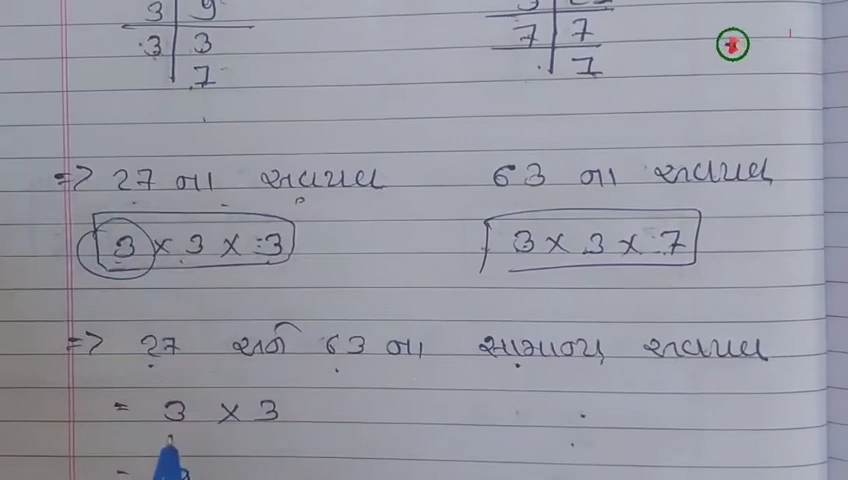 3 | 9
3 | 3
1
7 | 7
1
=> 27 ના અવયવ 63 ના અવયવ
3 x 3 x 3 3 x 3 x 7
=> 27 અને 63 ના સામાન્ય અવયવ
= 3 x 3
=